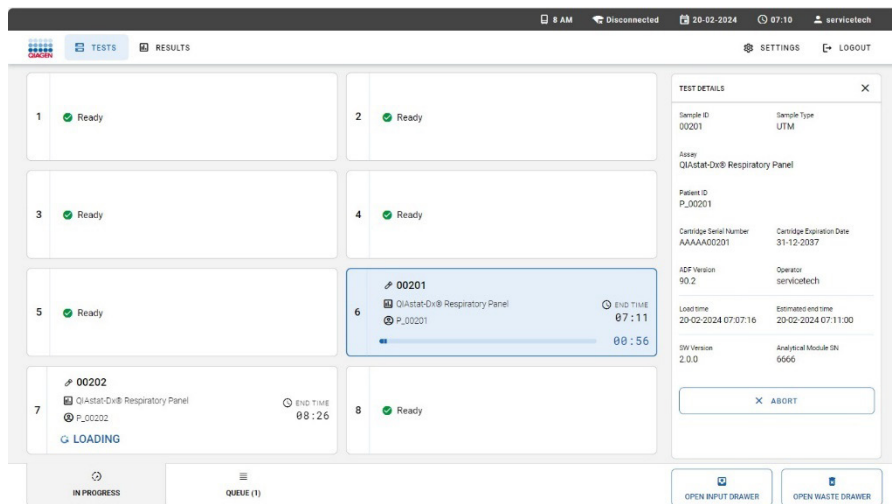 8 AM Disconnected 20-02-2024 07:10 servicetech
QIAGEN TESTS RESULTS SETTINGS LOGOUT
1 Ready
2 Ready
3 Ready
4 Ready
5 Ready
6
00201
QIAstat-Dx® Respiratory Panel
P_00201
END TIME
07:11
00:56
7
00202
QIAstat-Dx® Respiratory Panel
P_00202
END TIME
08:26
LOADING
8 Ready
TEST DETAILS
Sample ID Sample Type
00201 UTM
Assay
QIAstat-Dx® Respiratory Panel
Patient ID
P_00201
Cartridge Serial Number Cartridge Expiration Date
AAAAA00201 31-12-2037
ADF Version Operator
90.2 servicetech
Load time Estimated end time
20-02-2024 07:07:16 20-02-2024 07:11:00
SW Version Analytical Module SN
2.0.0 6666
ABORT
IN PROGRESS
QUEUE (1)
OPEN INPUT DRAWER
OPEN WASTE DRAWER